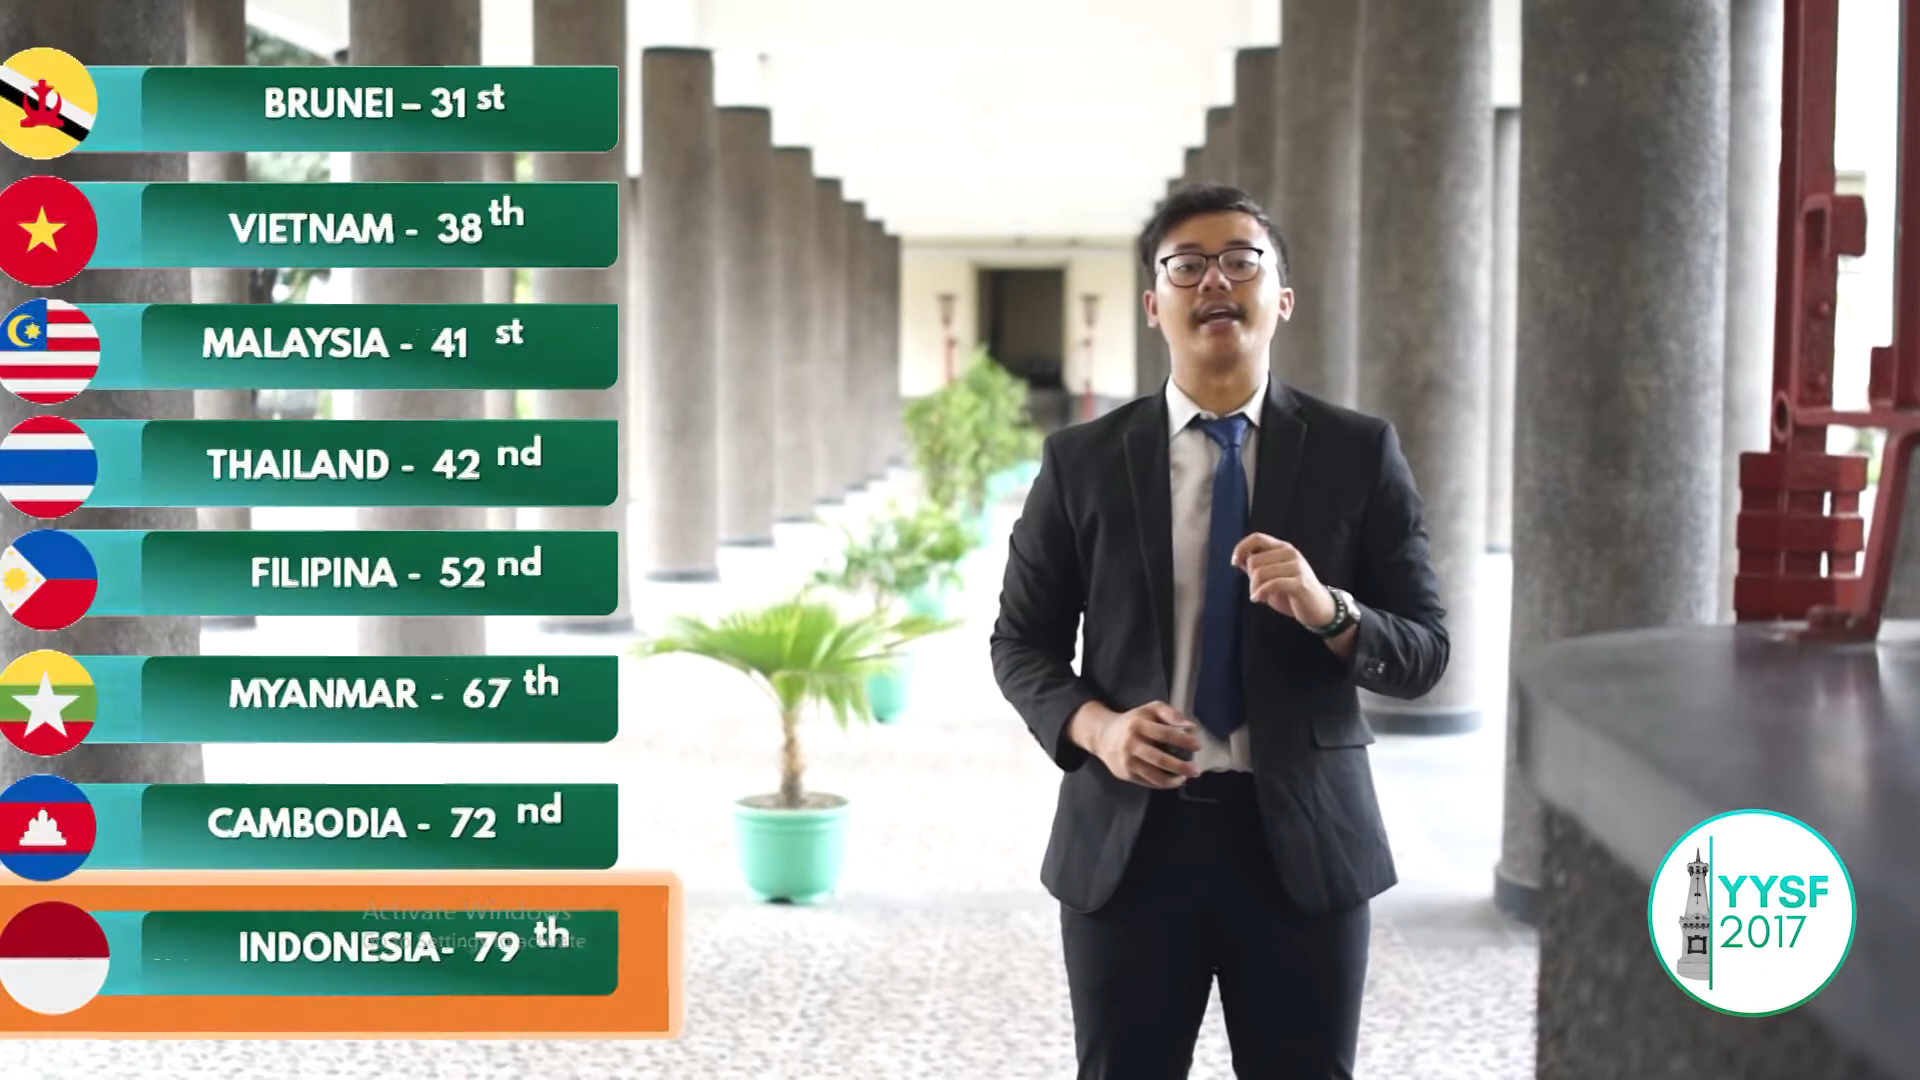 BRUNEI – 31 st
VIETNAM - 38 th
MALAYSIA - 41 st
THAILAND - 42 nd
FILIPINA - 52 nd
MYANMAR - 67 th
CAMBODIA - 72 nd
Activate Windows
INDONESIA- 79 th
YYSF
2017